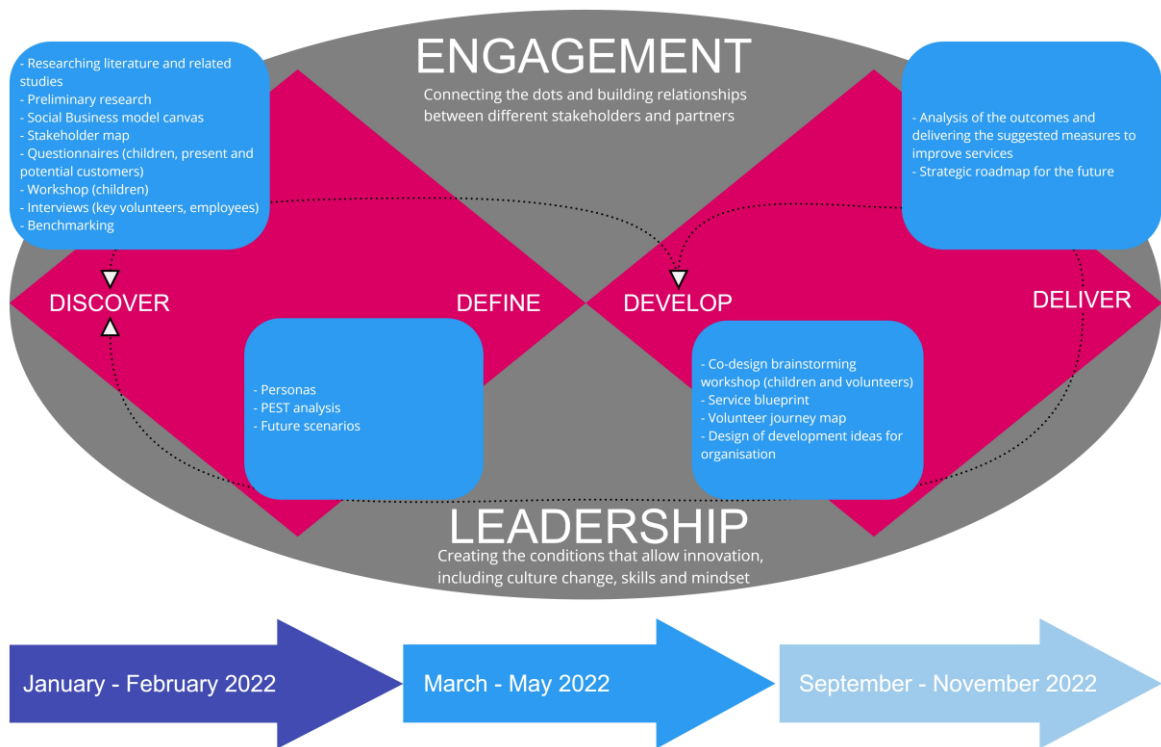 ENGAGEMENT
Connecting the dots and building relationships
between different stakeholders and partners
- Researching literature and related
studies
- Preliminary research
- Social Business model canvas
- Stakeholder map
- Questionnaires (children, present and
potential customers)
- Workshop (children)
- Interviews (key volunteers, employees)
- Benchmarking
- Analysis of the outcomes and
delivering the suggested measures to
improve services
- Strategic roadmap for the future
DISCOVER
DEFINE
DEVELOP
DELIVER
- Personas
- PEST analysis
- Future scenarios
- Co-design brainstorming
workshop (children and volunteers)
- Service blueprint
- Volunteer journey map
- Design of development ideas for
organisation
LEADERSHIP
Creating the conditions that allow innovation,
including culture change, skills and mindset
January - February 2022
March - May 2022
September - November 2022